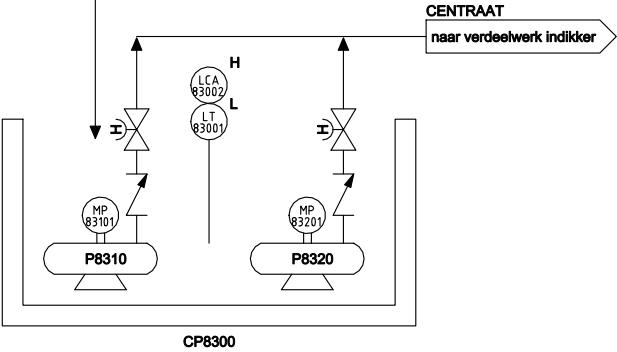 CENTRAAT
naar verdeelwerk indikker
H
LCA
83002
L
LT
83001
H
H
MP
83101
MP
83201
P8310
P8320
CP8300